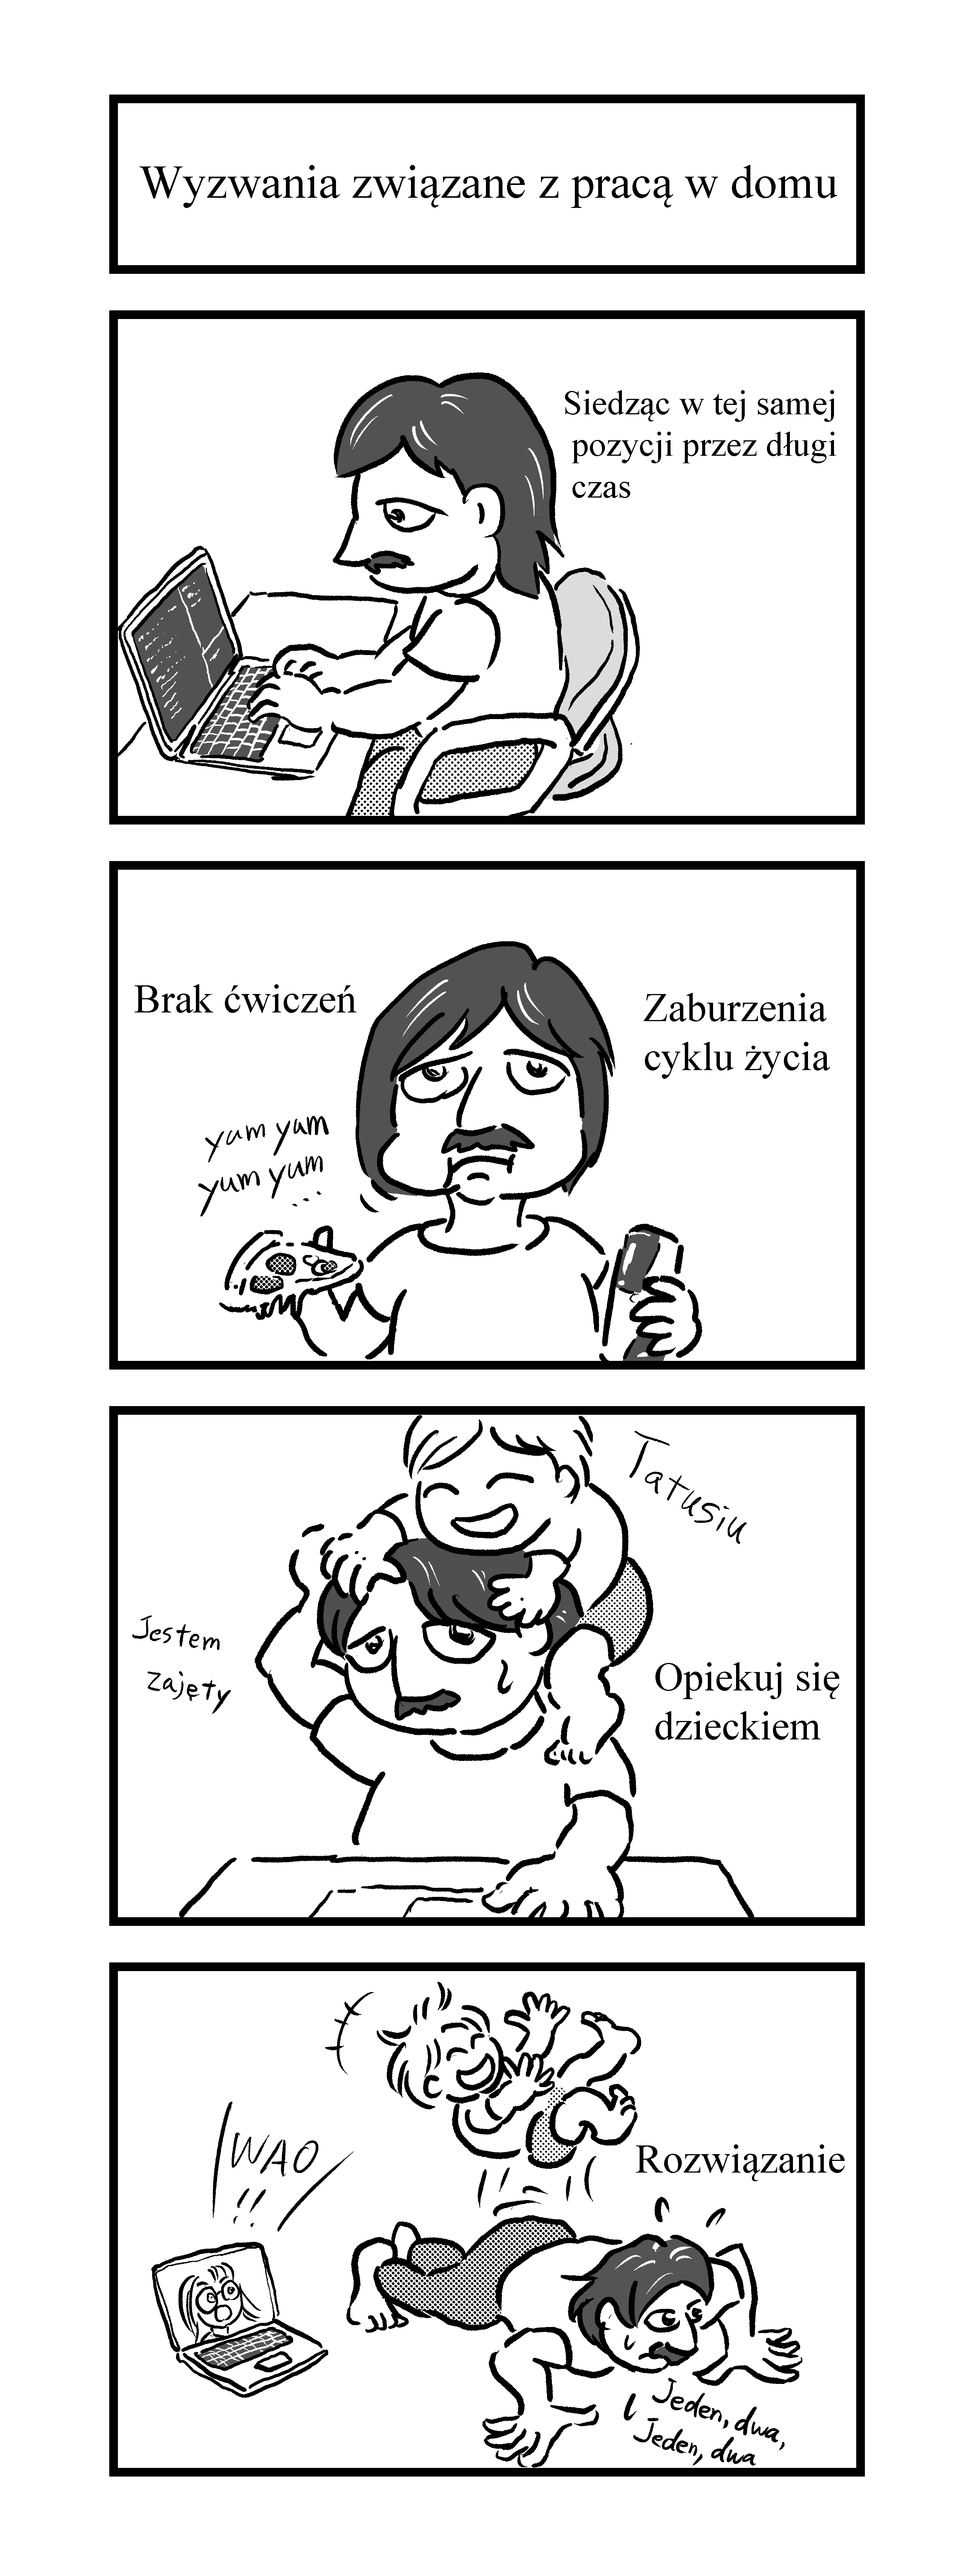 Wyzwania związane z pracą w domu
Siedząc w tej samej
pozycji przez długi
czas
Brak ćwiczeń
Zaburzenia
cyklu życia
yum yum
yum yum
...
Tatusiu
Jestem
zajęty
Opiekuj się
dzieckiem
WAO
!!
Rozwiązanie
Jeden, dwa,
Jeden, dwa